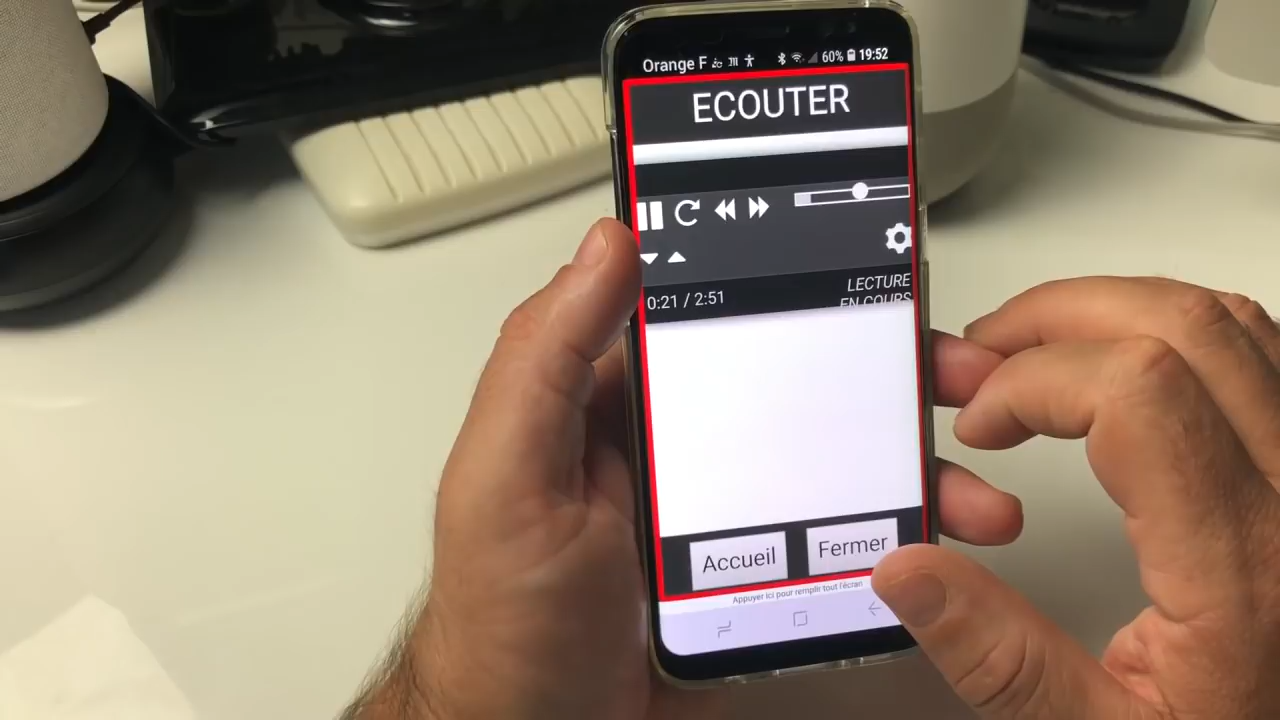 Orange F 60% 19:52
ECOUTER
0:21 / 2:51
LECTURE
EN COURS
Accueil
Fermer
Appuyer ici pour remplir tout l'écran